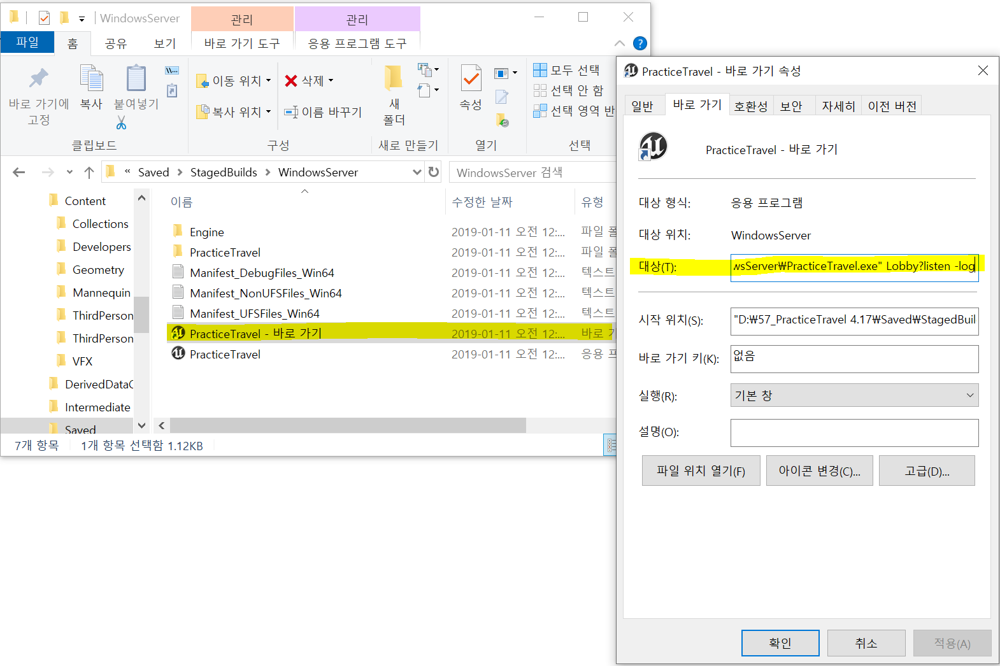 WindowsServer
관리
관리
파일
홈
공유
보기
바로 가기 도구
응용 프로그램 도구
바로 가기에
고정
복사
붙여넣기
이동 위치
복사 위치
삭제
이름 바꾸기
새
폴더
속성
모두 선택
선택 안 함
선택 영역 반
클립보드
구성
새로 만들기
열기
선택
« Saved > StagedBuilds > WindowsServer
WindowsServer 검색
Content
Collections
Developers
Geometry
Mannequin
ThirdPerson
ThirdPerson
VFX
DerivedDataC
Intermediate
Saved
이름 수정한 날짜 유형
Engine 2019-01-11 오전 12:... 파일 폴
PracticeTravel 2019-01-11 오전 12:... 파일 폴
Manifest_DebugFiles_Win64 2019-01-11 오전 12:... 텍스트
Manifest_NonUFSFiles_Win64 2019-01-11 오전 12:... 텍스트
Manifest_UFSFiles_Win64 2019-01-11 오전 12:... 텍스트
PracticeTravel - 바로 가기 2019-01-11 오전 12:... 바로 가
PracticeTravel 2019-01-11 오전 12:... 응용 프
7개 항목 1개 항목 선택함 1.12KB
PracticeTravel - 바로 가기 속성
일반 바로 가기 호환성 보안 자세히 이전 버전
PracticeTravel - 바로 가기
대상 형식: 응용 프로그램
대상 위치: WindowsServer
대상(T): wsServer₩PracticeTravel.exe" Lobby?listen -log
시작 위치(S): "D:₩57_PracticeTravel 4.17₩Saved₩StagedBuil
바로 가기 키(K): 없음
실행(R): 기본 창
설명(O):
파일 위치 열기(F) 아이콘 변경(C)... 고급(D)...
확인 취소 적용(A)